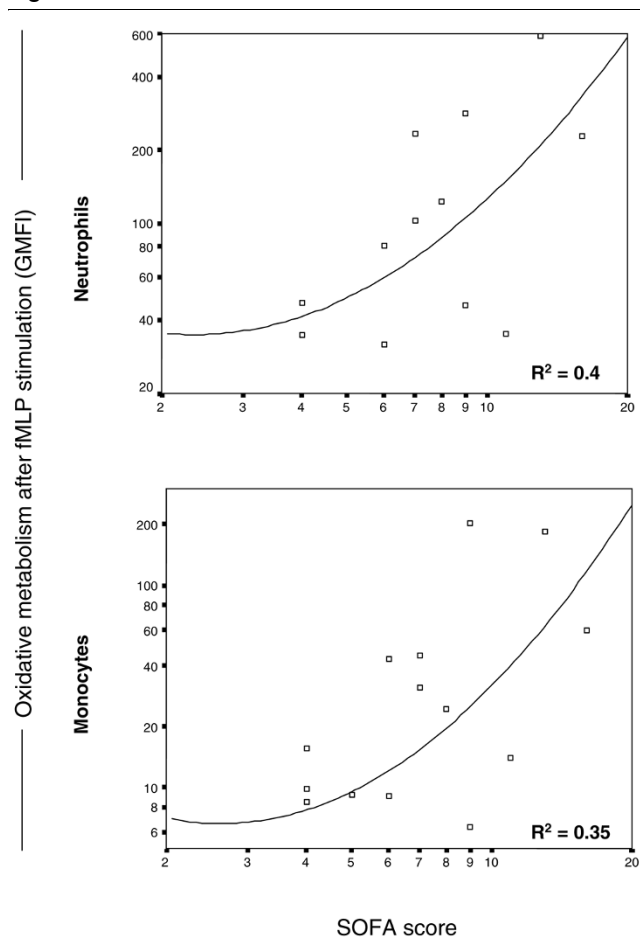 Oxidative metabolism after fMLP stimulation (GMFI)
Neutrophils
600
400
200
100
80
60
40
20
R² = 0.4
2 3 4 5 6 7 8 9 10 20
Monocytes
200
100
80
60
40
20
10
8
6
R² = 0.35
2 3 4 5 6 7 8 9 10 20
SOFA score